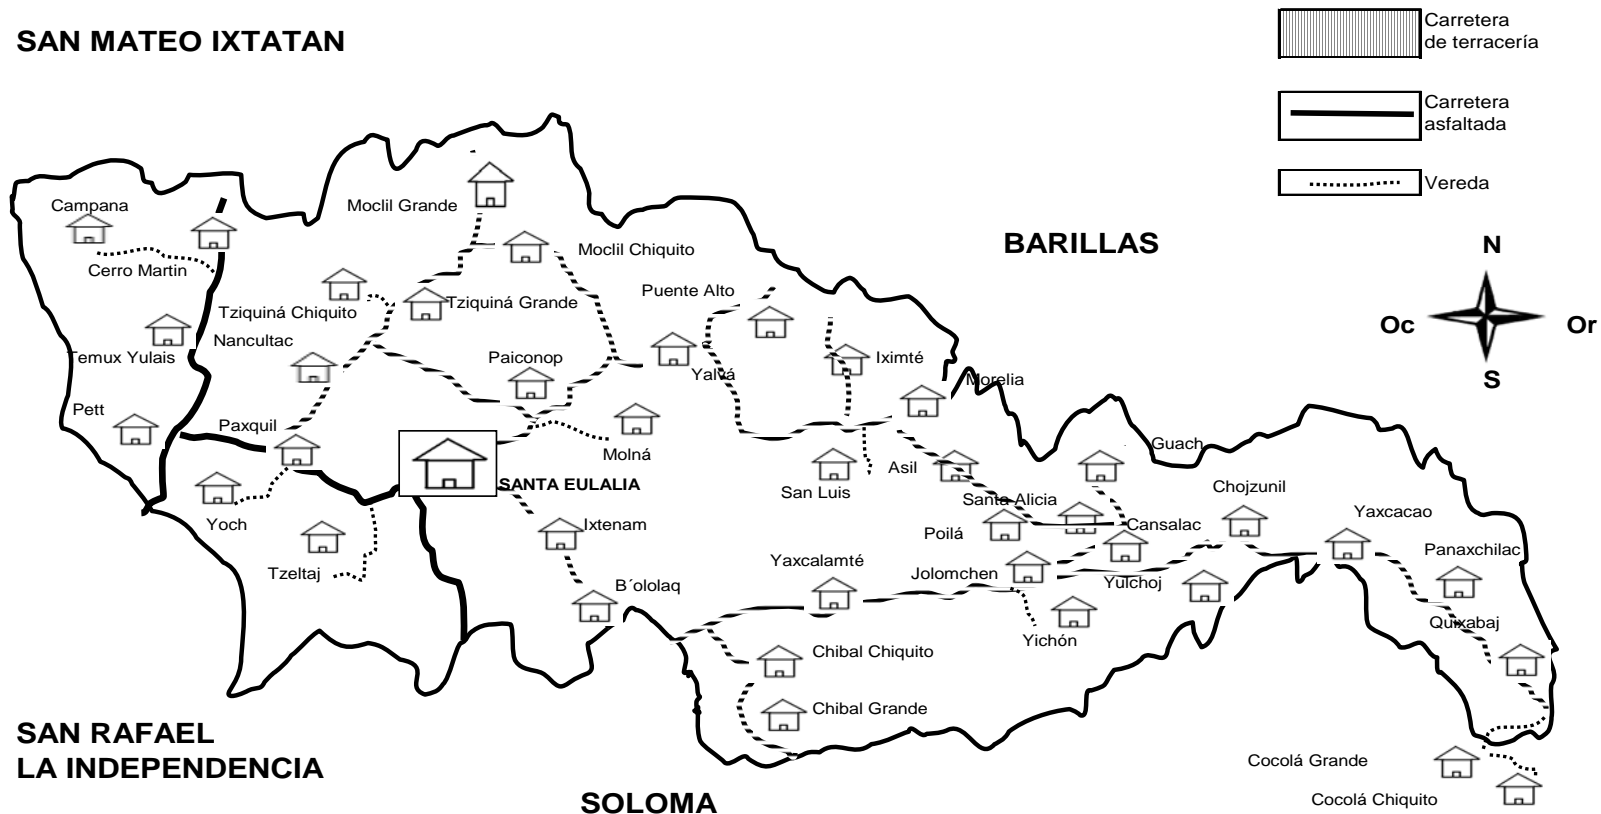 SAN MATEO IXTATAN
Carretera
de terracería
Carretera
asfaltada
Vereda
BARILLAS
N
Oc
Or
S
Campana
Moclil Grande
Moclil Chiquito
Cerro Martin
Puente Alto
Tziquiná Chiquito
Tziquiná Grande
Nancultac
Temux Yulais
Paiconop
Iximté
Yalvá
Morelia
Pett
Paxquil
Molná
Guach
Asil
SANTA EULALIA
San Luis
Santa Alicia
Chojzunil
Yoch
Ixtenam
Poilá
Cansalac
Yaxcacao
Panaxchilac
Tzeltaj
B´ololaq
Yaxcalamté
Jolomchen
Yulchoj
Quixabaj
Yichón
Chibal Chiquito
Chibal Grande
SAN RAFAEL
LA INDEPENDENCIA
Cocolá Grande
Cocolá Chiquito
SOLOMA